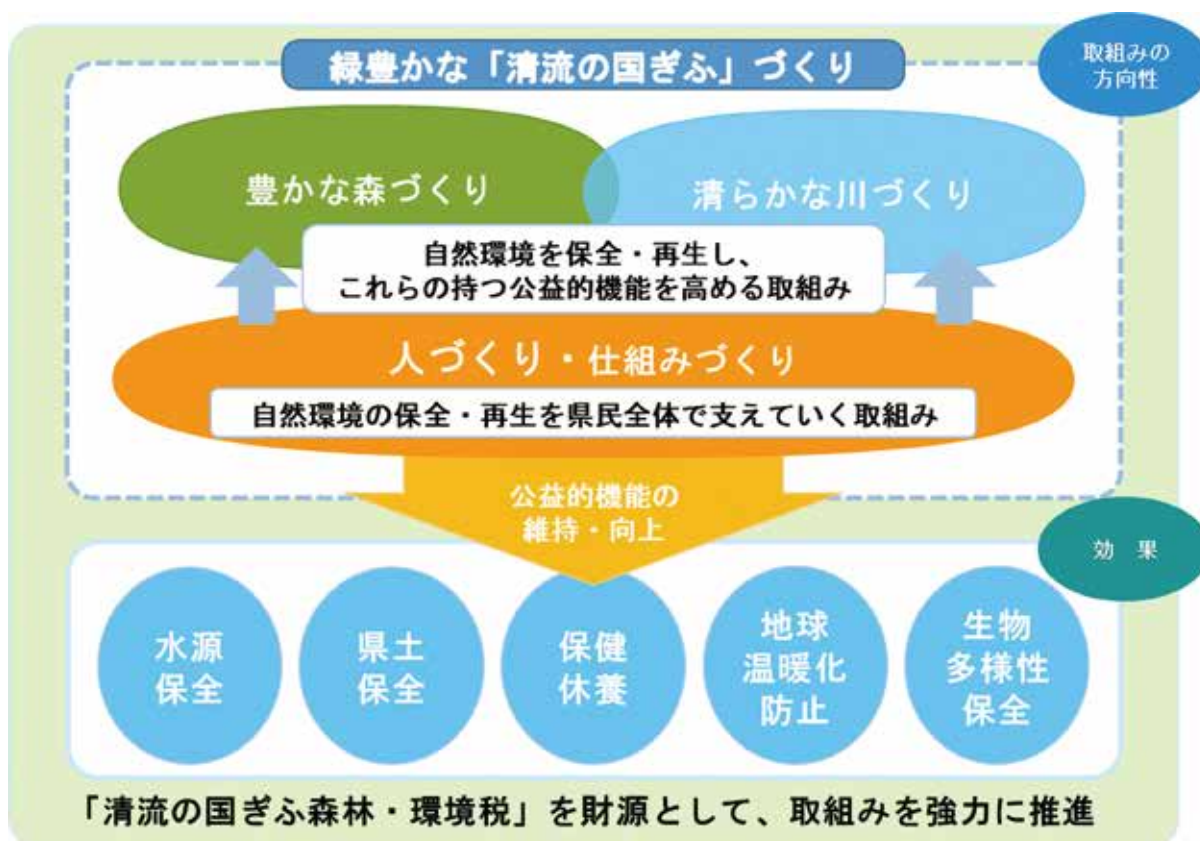 緑豊かな「清流の国ぎふ」づくり
取組みの
方向性
豊かな森づくり
清らかな川づくり
自然環境を保全・再生し、
これらの持つ公益的機能を高める取組み
人づくり・仕組みづくり
自然環境の保全・再生を県民全体で支えていく取組み
公益的機能の
維持・向上
効 果
水源
保全
県土
保全
保健
休養
地球
温暖化
防止
生物
多様性
保全
「清流の国ぎふ森林・環境税」を財源として、取組みを強力に推進